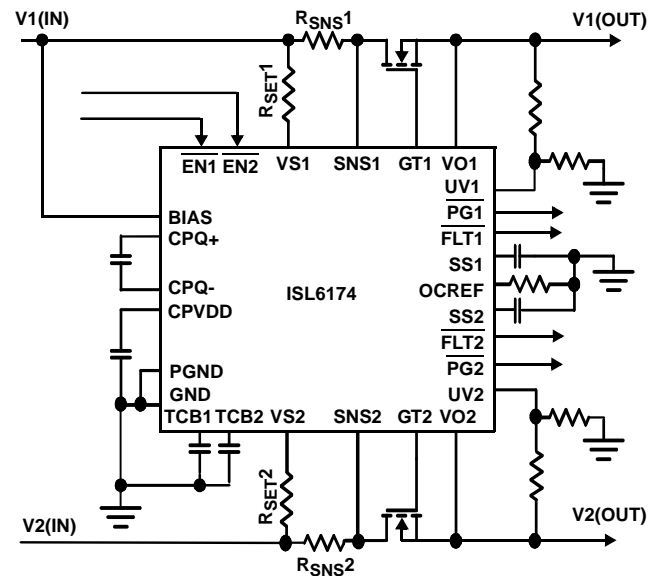 V1(IN) RSNS1 V1(OUT)
RSET1
EN1 EN2 VS1 SNS1 GT1 VO1
UV1
BIAS PG1
CPQ+ FLT1
SS1
CPQ- ISL6174 OCREF
CPVDD SS2
FLT2
PGND PG2
GND UV2
TCB1 TCB2 VS2 SNS2 GT2 VO2
RSET2
V2(IN) V2(OUT)
RSNS2